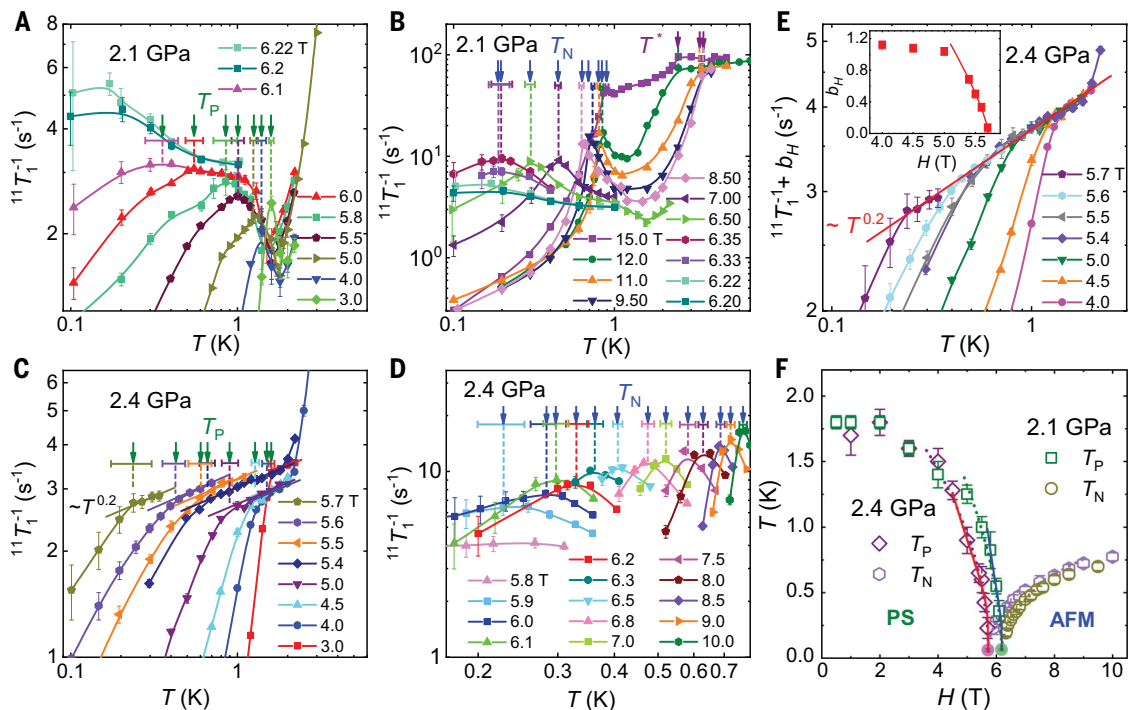 A
2.1 GPa
6.22 T
6.2
6.1
T_P
6.0
5.8
5.5
5.0
4.0
3.0
¹¹T₁⁻¹ (s⁻¹)
8
6
4
3
2
0.1
1
T (K)
B
2.1 GPa
T_N
T*
¹¹T₁⁻¹ (s⁻¹)
10²
10¹
10⁰
15.0 T
12.0
11.0
9.50
8.50
7.00
6.50
6.35
6.33
6.22
6.20
0.1
1
T (K)
E
2.4 GPa
¹¹T₁⁻¹ + b_H (s⁻¹)
5
4
3
2
b_H
1.2
0.8
0.4
0.0
4.0 4.5 5.0 5.5
H (T)
~ T^0.2
5.7 T
5.6
5.5
5.4
5.0
4.5
4.0
0.1
1
T (K)
C
2.4 GPa
T_P
~T^0.2
¹¹T₁⁻¹ (s⁻¹)
6
5
4
3
2
1
5.7 T
5.6
5.5
5.4
5.0
4.5
4.0
3.0
0.1
1
T (K)
D
2.4 GPa
T_N
¹¹T₁⁻¹ (s⁻¹)
10
1
5.8 T
5.9
6.0
6.1
6.2
6.3
6.5
6.8
7.0
7.5
8.0
8.5
9.0
10.0
0.2 0.3 0.4 0.5 0.6 0.7
T (K)
F
2.1 GPa
T_P
T_N
2.4 GPa
T_P
T_N
PS
AFM
T (K)
2.0
1.5
1.0
0.5
0.0
0 2 4 6 8 10
H (T)